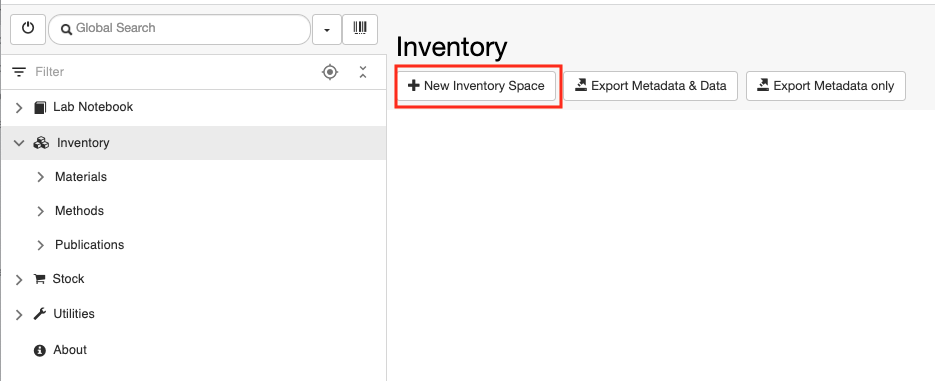 Global Search
Filter
Lab Notebook
Inventory
Materials
Methods
Publications
Stock
Utilities
About
Inventory
New Inventory Space
Export Metadata & Data
Export Metadata only